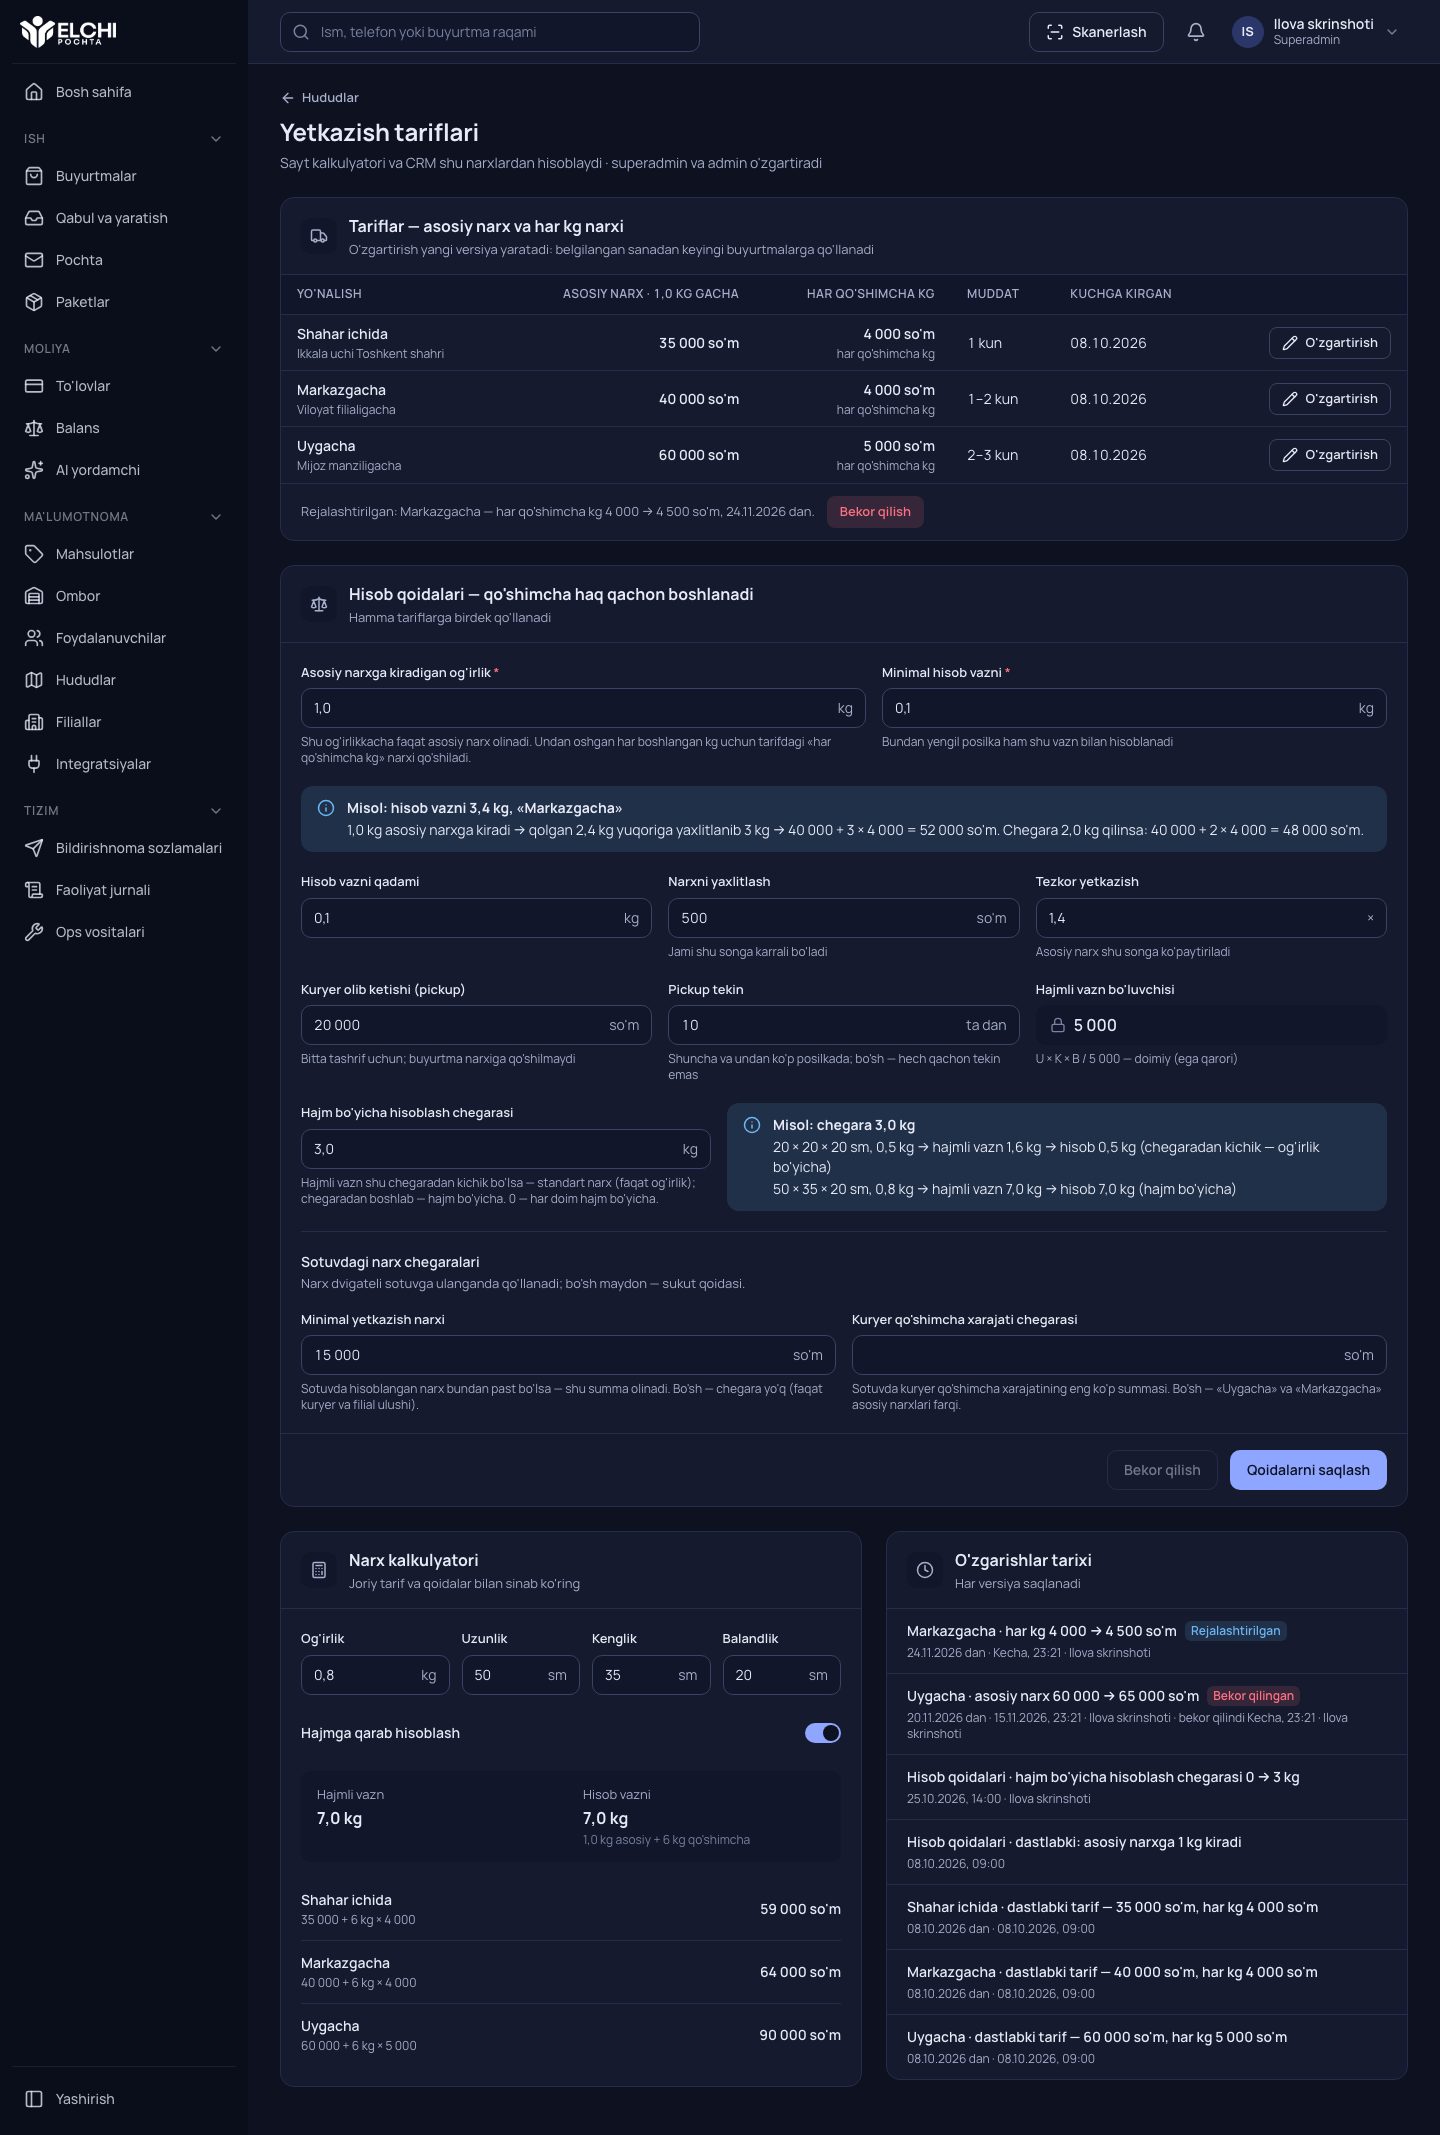 ELCHI
POCHTA
Ism, telefon yoki buyurtma raqami
Skanerlash
IS
Ilova skrinshoti
Superadmin
Bosh sahifa
ISH
Buyurtmalar
Qabul va yaratish
Pochta
Paketlar
MOLIYA
To'lovlar
Balans
AI yordamchi
MA'LUMOTNOMA
Mahsulotlar
Ombor
Foydalanuvchilar
Hududlar
Filiallar
Integratsiyalar
TIZIM
Bildirishnoma sozlamalari
Faoliyat jurnali
Ops vositalari
Yashirish
Hududlar
Yetkazish tariflari
Sayt kalkulyatori va CRM shu narxlardan hisoblaydi · superadmin va admin o'zgartiradi
Tariflar — asosiy narx va har kg narxi
O'zgartirish yangi versiya yaratadi: belgilangan sanadan keyingi buyurtmalarga qo'llanadi
YO'NALISH ASOSIY NARX · 1,0 KG GACHA HAR QO'SHIMCHA KG MUDDAT KUCHGA KIRGAN
Shahar ichida 35 000 so'm 4 000 so'm 1 kun 08.10.2026 O'zgartirish
Ikkala uchi Toshkent shahri har qo'shimcha kg
Markazgacha 40 000 so'm 4 000 so'm 1–2 kun 08.10.2026 O'zgartirish
Viloyat filialigacha har qo'shimcha kg
Uygacha 60 000 so'm 5 000 so'm 2–3 kun 08.10.2026 O'zgartirish
Mijoz manziligacha har qo'shimcha kg
Rejalashtirilgan: Markazgacha — har qo'shimcha kg 4 000 → 4 500 so'm, 24.11.2026 dan. Bekor qilish
Hisob qoidalari — qo'shimcha haq qachon boshlanadi
Hamma tariflarga birdek qo'llanadi
Asosiy narxga kiradigan og'irlik * Minimal hisob vazni *
1,0 kg 0,1 kg
Shu og'irlikkacha faqat asosiy narx olinadi. Undan oshgan har boshlangan kg uchun tarifdagi «har
qo'shimcha kg» narxi qo'shiladi.
Bundan yengil posilka ham shu vazn bilan hisoblanadi
Misol: hisob vazni 3,4 kg, «Markazgacha»
1,0 kg asosiy narxga kiradi → qolgan 2,4 kg yuqoriga yaxlitlanib 3 kg → 40 000 + 3 × 4 000 = 52 000 so'm. Chegara 2,0 kg qilinsa: 40 000 + 2 × 4 000 = 48 000 so'm.
Hisob vazni qadami Narxni yaxlitlash Tezkor yetkazish
0,1 kg 500 so'm 1,4 ×
Jami shu songa karrali bo'ladi Asosiy narx shu songa ko'paytiriladi
Kuryer olib ketishi (pickup) Pickup tekin Hajmli vazn bo'luvchisi
20 000 so'm 10 ta dan 5 000
Bitta tashrif uchun; buyurtma narxiga qo'shilmaydi
Shuncha va undan ko'p posilkada; bo'sh — hech qachon tekin
emas
U × K × B / 5 000 — doimiy (ega qarori)
Hajm bo'yicha hisoblash chegarasi
3,0 kg
Hajmli vazn shu chegaradan kichik bo'lsa — standart narx (faqat og'irlik);
chegaradan boshlab — hajm bo'yicha. 0 — har doim hajm bo'yicha.
Misol: chegara 3,0 kg
20 × 20 × 20 sm, 0,5 kg → hajmli vazn 1,6 kg → hisob 0,5 kg (chegaradan kichik — og'irlik
bo'yicha)
50 × 35 × 20 sm, 0,8 kg → hajmli vazn 7,0 kg → hisob 7,0 kg (hajm bo'yicha)
Sotuvdagi narx chegaralari
Narx dvigateli sotuvga ulanganda qo'llanadi; bo'sh maydon — sukut qoidasi.
Minimal yetkazish narxi Kuryer qo'shimcha xarajati chegarasi
15 000 so'm so'm
Sotuvda hisoblangan narx bundan past bo'lsa — shu summa olinadi. Bo'sh — chegara yo'q (faqat
kuryer va filial ulushi).
Sotuvda kuryer qo'shimcha xarajatining eng ko'p summasi. Bo'sh — «Uygacha» va «Markazgacha»
asosiy narxlari farqi.
Bekor qilish Qoidalarni saqlash
Narx kalkulyatori
Joriy tarif va qoidalar bilan sinab ko'ring
Og'irlik Uzunlik Kenglik Balandlik
0,8 kg 50 sm 35 sm 20 sm
Hajmga qarab hisoblash
Hajmli vazn Hisob vazni
7,0 kg 7,0 kg
1,0 kg asosiy + 6 kg qo'shimcha
Shahar ichida 59 000 so'm
35 000 + 6 kg × 4 000
Markazgacha 64 000 so'm
40 000 + 6 kg × 4 000
Uygacha 90 000 so'm
60 000 + 6 kg × 5 000
O'zgarishlar tarixi
Har versiya saqlanadi
Markazgacha · har kg 4 000 → 4 500 so'm Rejalashtirilgan
24.11.2026 dan · Kecha, 23:21 · Ilova skrinshoti
Uygacha · asosiy narx 60 000 → 65 000 so'm Bekor qilingan
20.11.2026 dan · 15.11.2026, 23:21 · Ilova skrinshoti · bekor qilindi Kecha, 23:21 · Ilova
skrinshoti
Hisob qoidalari · hajm bo'yicha hisoblash chegarasi 0 → 3 kg
25.10.2026, 14:00 · Ilova skrinshoti
Hisob qoidalari · dastlabki: asosiy narxga 1 kg kiradi
08.10.2026, 09:00
Shahar ichida · dastlabki tarif — 35 000 so'm, har kg 4 000 so'm
08.10.2026 dan · 08.10.2026, 09:00
Markazgacha · dastlabki tarif — 40 000 so'm, har kg 4 000 so'm
08.10.2026 dan · 08.10.2026, 09:00
Uygacha · dastlabki tarif — 60 000 so'm, har kg 5 000 so'm
08.10.2026 dan · 08.10.2026, 09:00